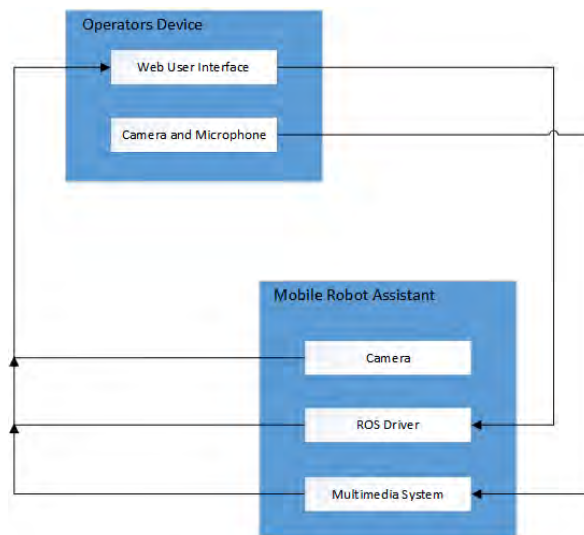 Operators Device
Web User Interface
Camera and Microphone
Mobile Robot Assistant
Camera
ROS Driver
Multimedia System